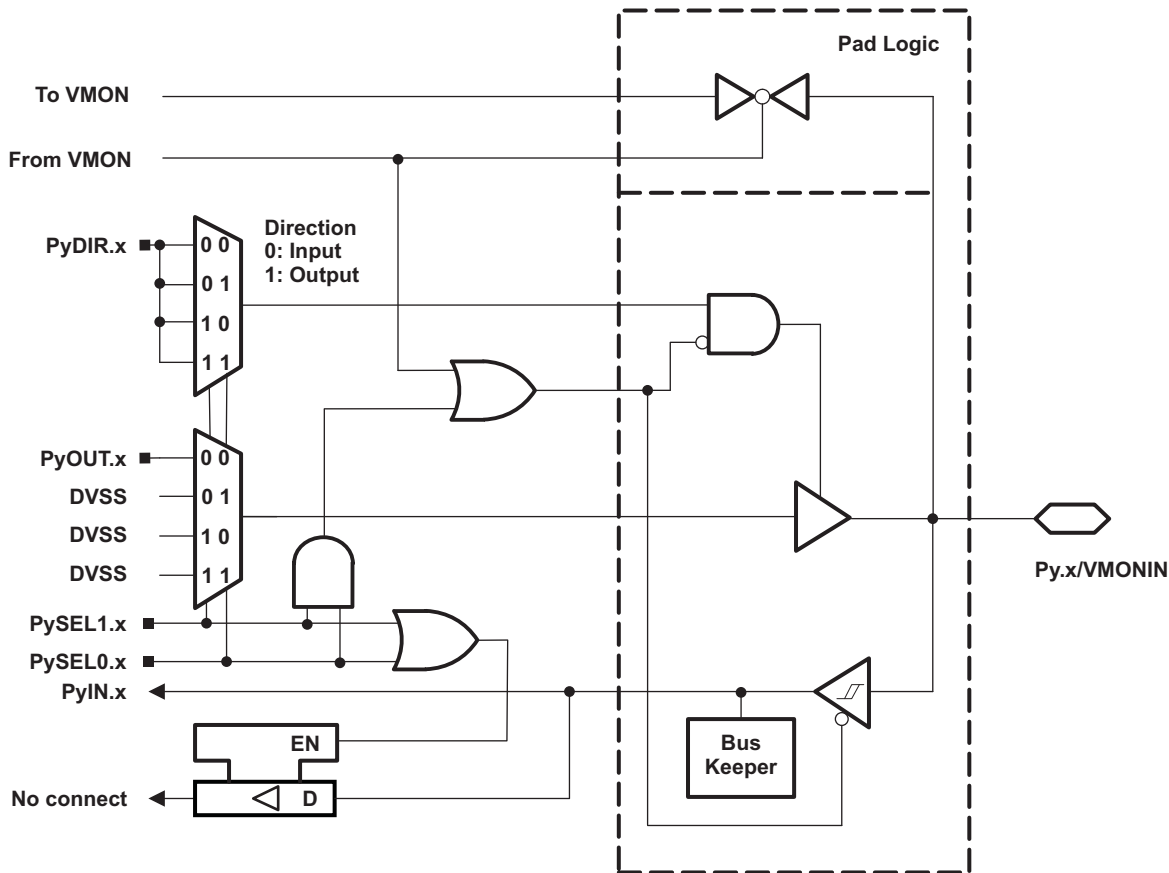 Pad Logic
To VMON
From VMON
PyDIR.x
0 0
0 1
1 0
1 1
Direction
0: Input
1: Output
PyOUT.x
DVSS
DVSS
DVSS
0 0
0 1
1 0
1 1
Py.x/VMONIN
PySEL1.x
PySEL0.x
PyIN.x
EN
D
No connect
Bus
Keeper